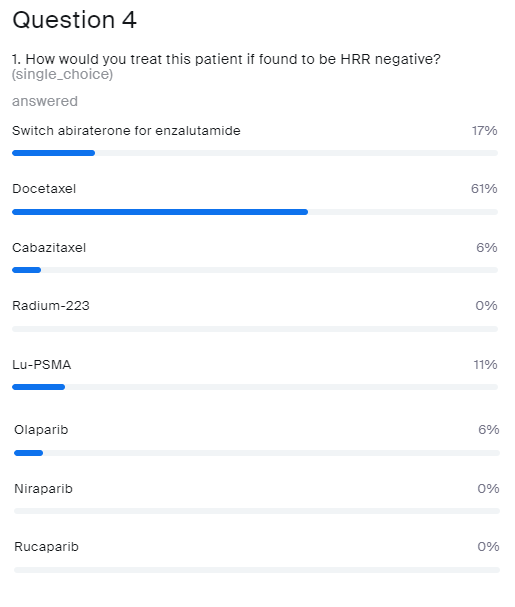 Question 4
1. How would you treat this patient if found to be HRR negative?
(single_choice)
answered
Switch abiraterone for enzalutamide 17%
Docetaxel 61%
Cabazitaxel 6%
Radium-223 0%
Lu-PSMA 11%
Olaparib 6%
Niraparib 0%
Rucaparib 0%